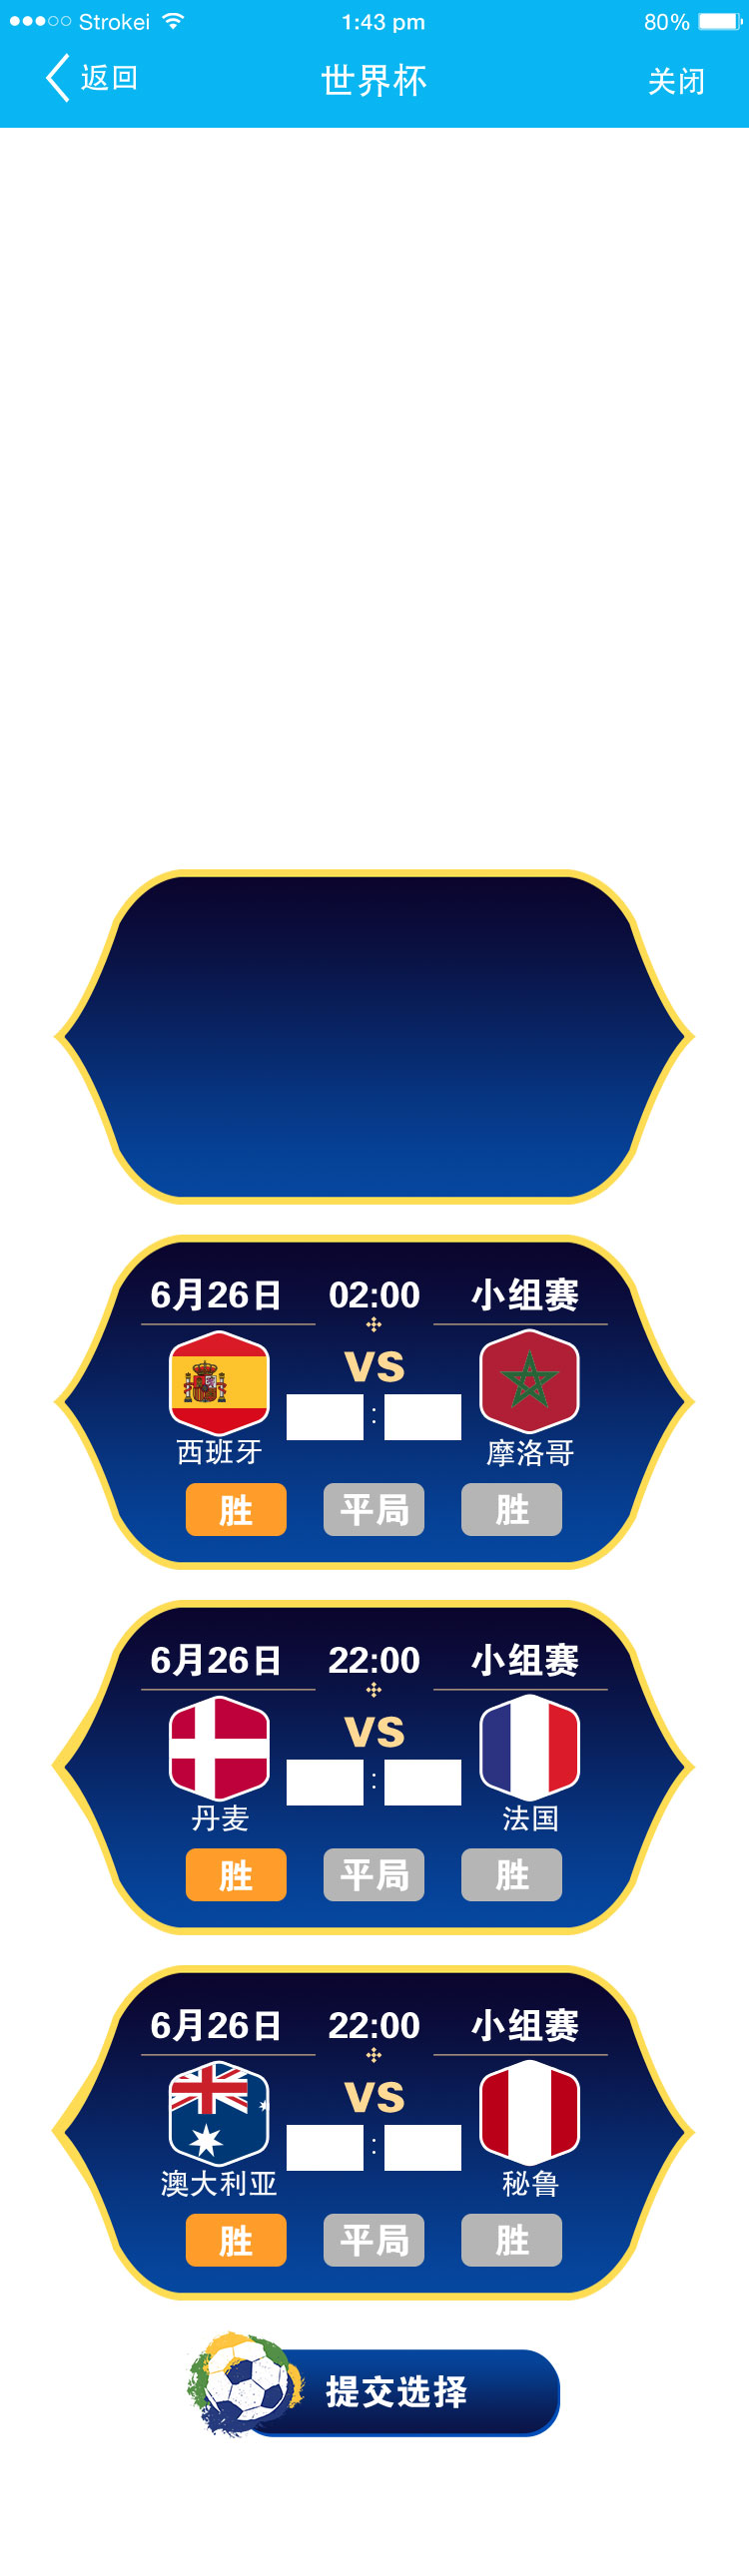 Strokei 1:43 pm 80%
返回 世界杯 关闭
6月26日 02:00 小组赛
VS
:
西班牙 摩洛哥
胜 平局 胜
6月26日 22:00 小组赛
VS
:
丹麦 法国
胜 平局 胜
6月26日 22:00 小组赛
VS
:
澳大利亚 秘鲁
胜 平局 胜
提交选择